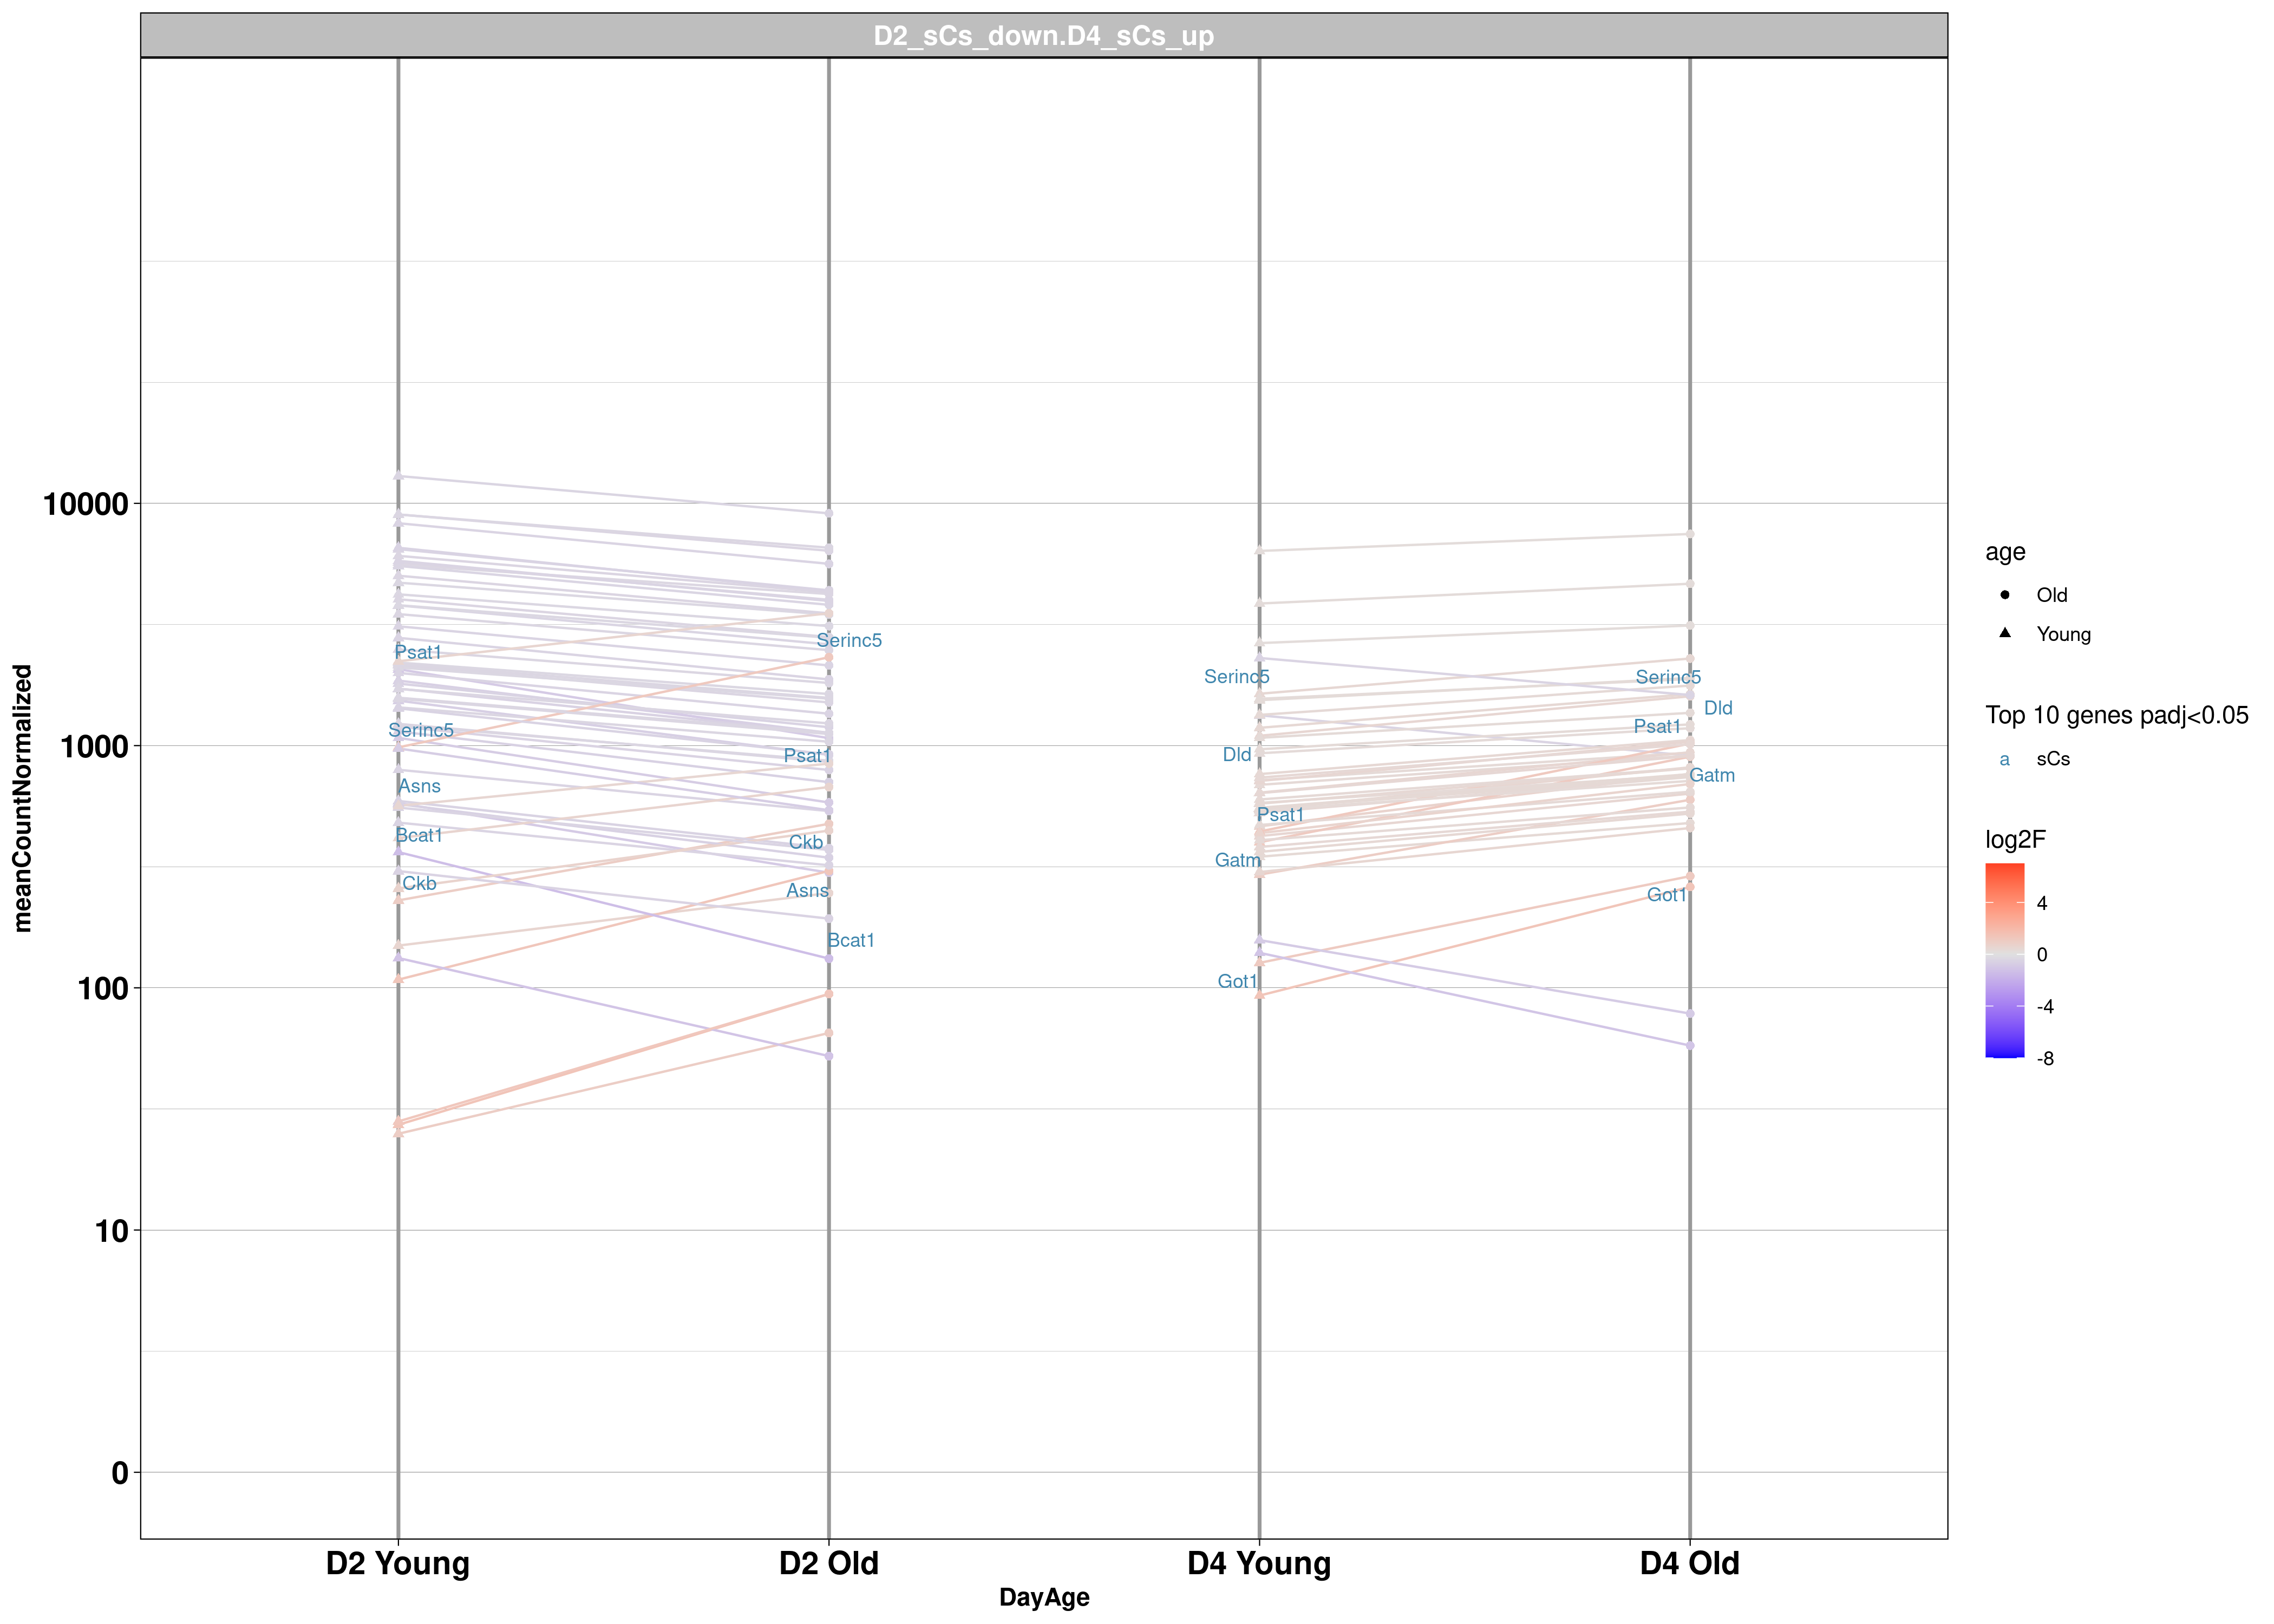 D2_sCs_down.D4_sCs_up
meanCountNormalized
10000
1000
100
10
0
Psat1
Serinc5
Asns
Bcat1
Ckb
Serinc5
Psat1
Ckb
Asns
Bcat1
Serinc5
Dld
Psat1
Gatm
Got1
Serinc5
Dld
Psat1
Gatm
Got1
D2 Young
D2 Old
D4 Young
D4 Old
DayAge
age
Old
Young
Top 10 genes padj<0.05
a sCs
log2F
4
0
-4
-8